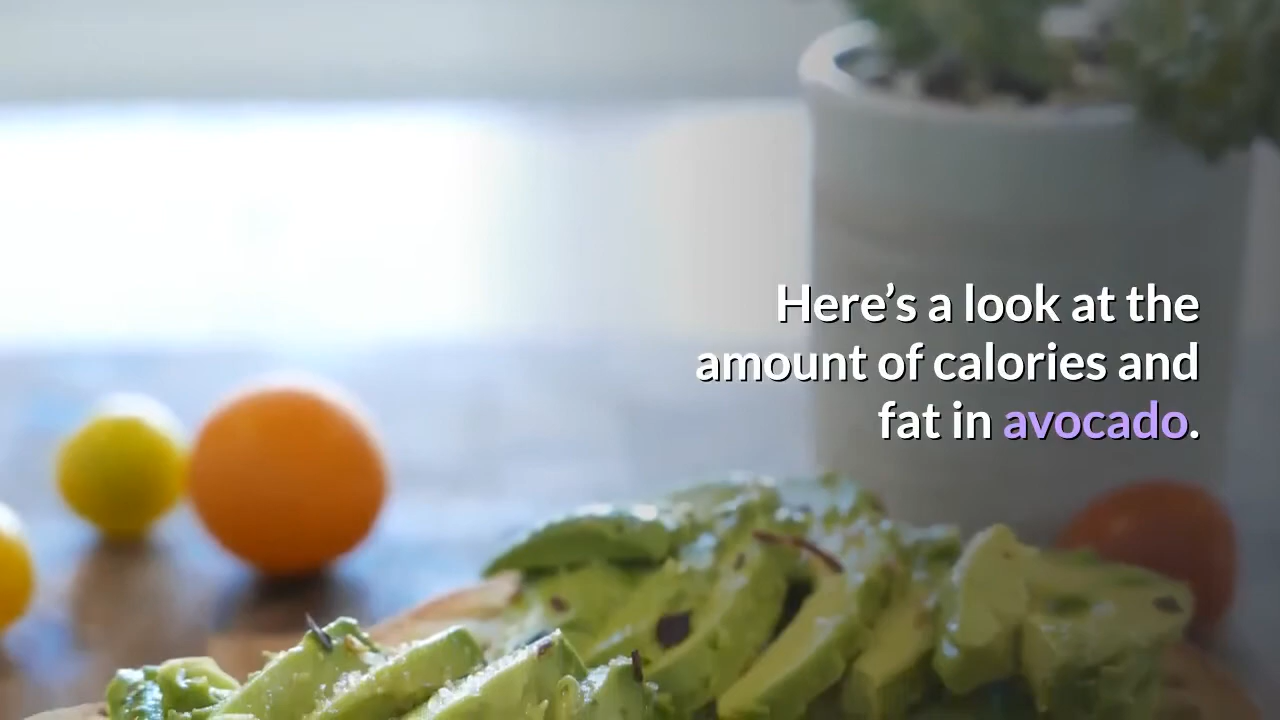 Here’s a look at the
amount of calories and
fat in avocado.